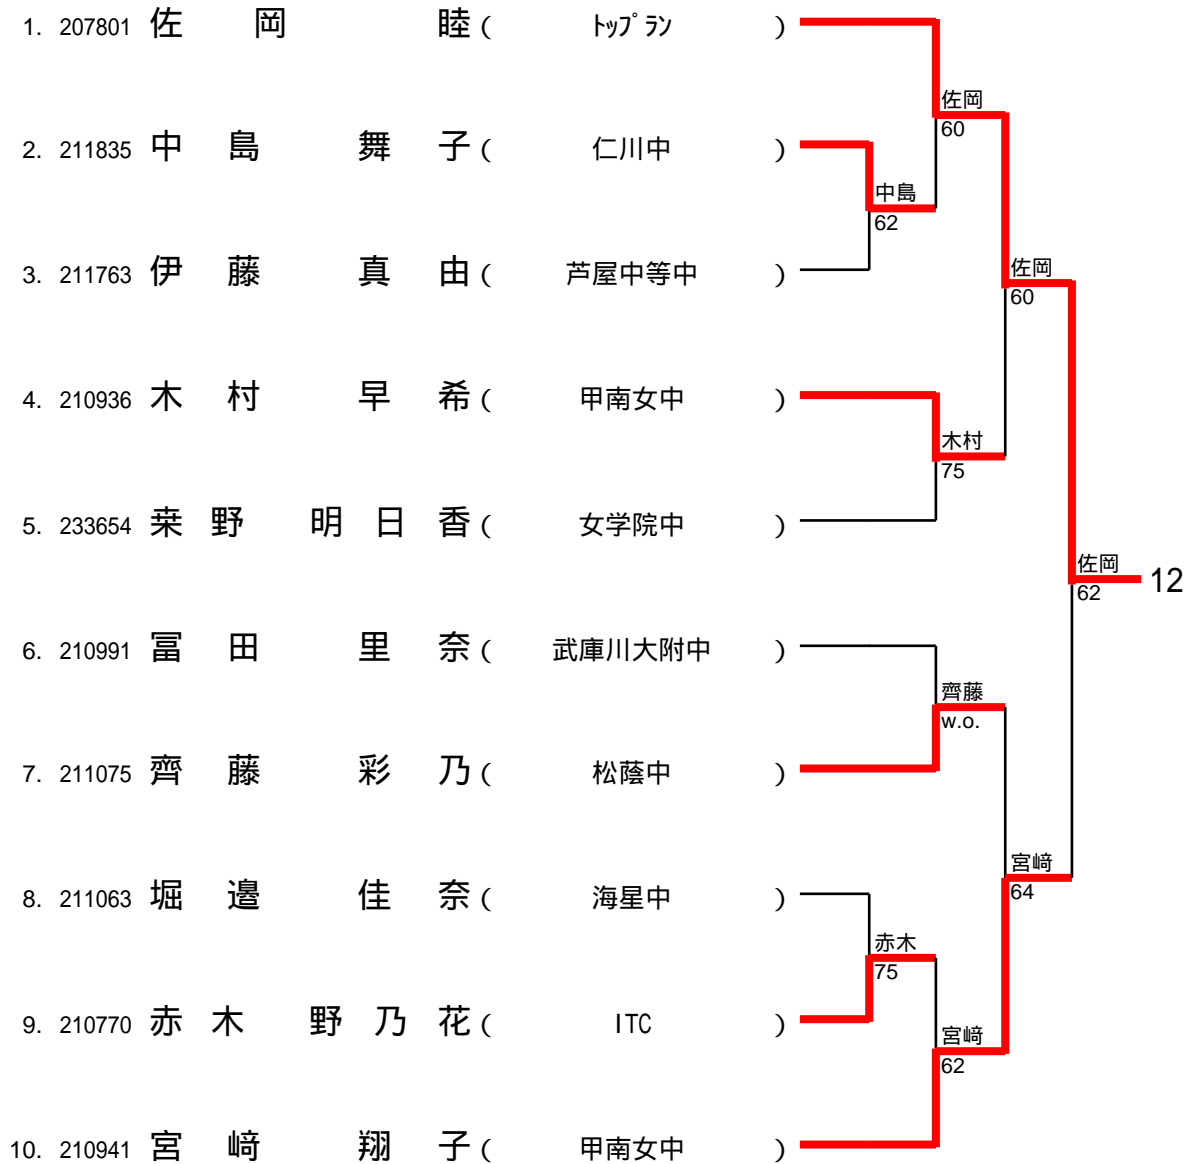 1. 207801 佐岡 睦 ( トップラン )
佐岡
60
2. 211835 中島 舞子 ( 仁川中 )
中島
62
3. 211763 伊藤 真由 ( 芦屋中等中 )
佐岡
60
4. 210936 木村 早希 ( 甲南女中 )
木村
75
5. 233654 桒野 明日香 ( 女学院中 )
佐岡
62
12
6. 210991 冨田 里奈 ( 武庫川大附中 )
齊藤
w.o.
7. 211075 齊藤 彩乃 ( 松蔭中 )
宮﨑
64
8. 211063 堀邉 佳奈 ( 海星中 )
赤木
75
9. 210770 赤木 野乃花 ( ITC )
宮﨑
62
10. 210941 宮﨑 翔子 ( 甲南女中 )